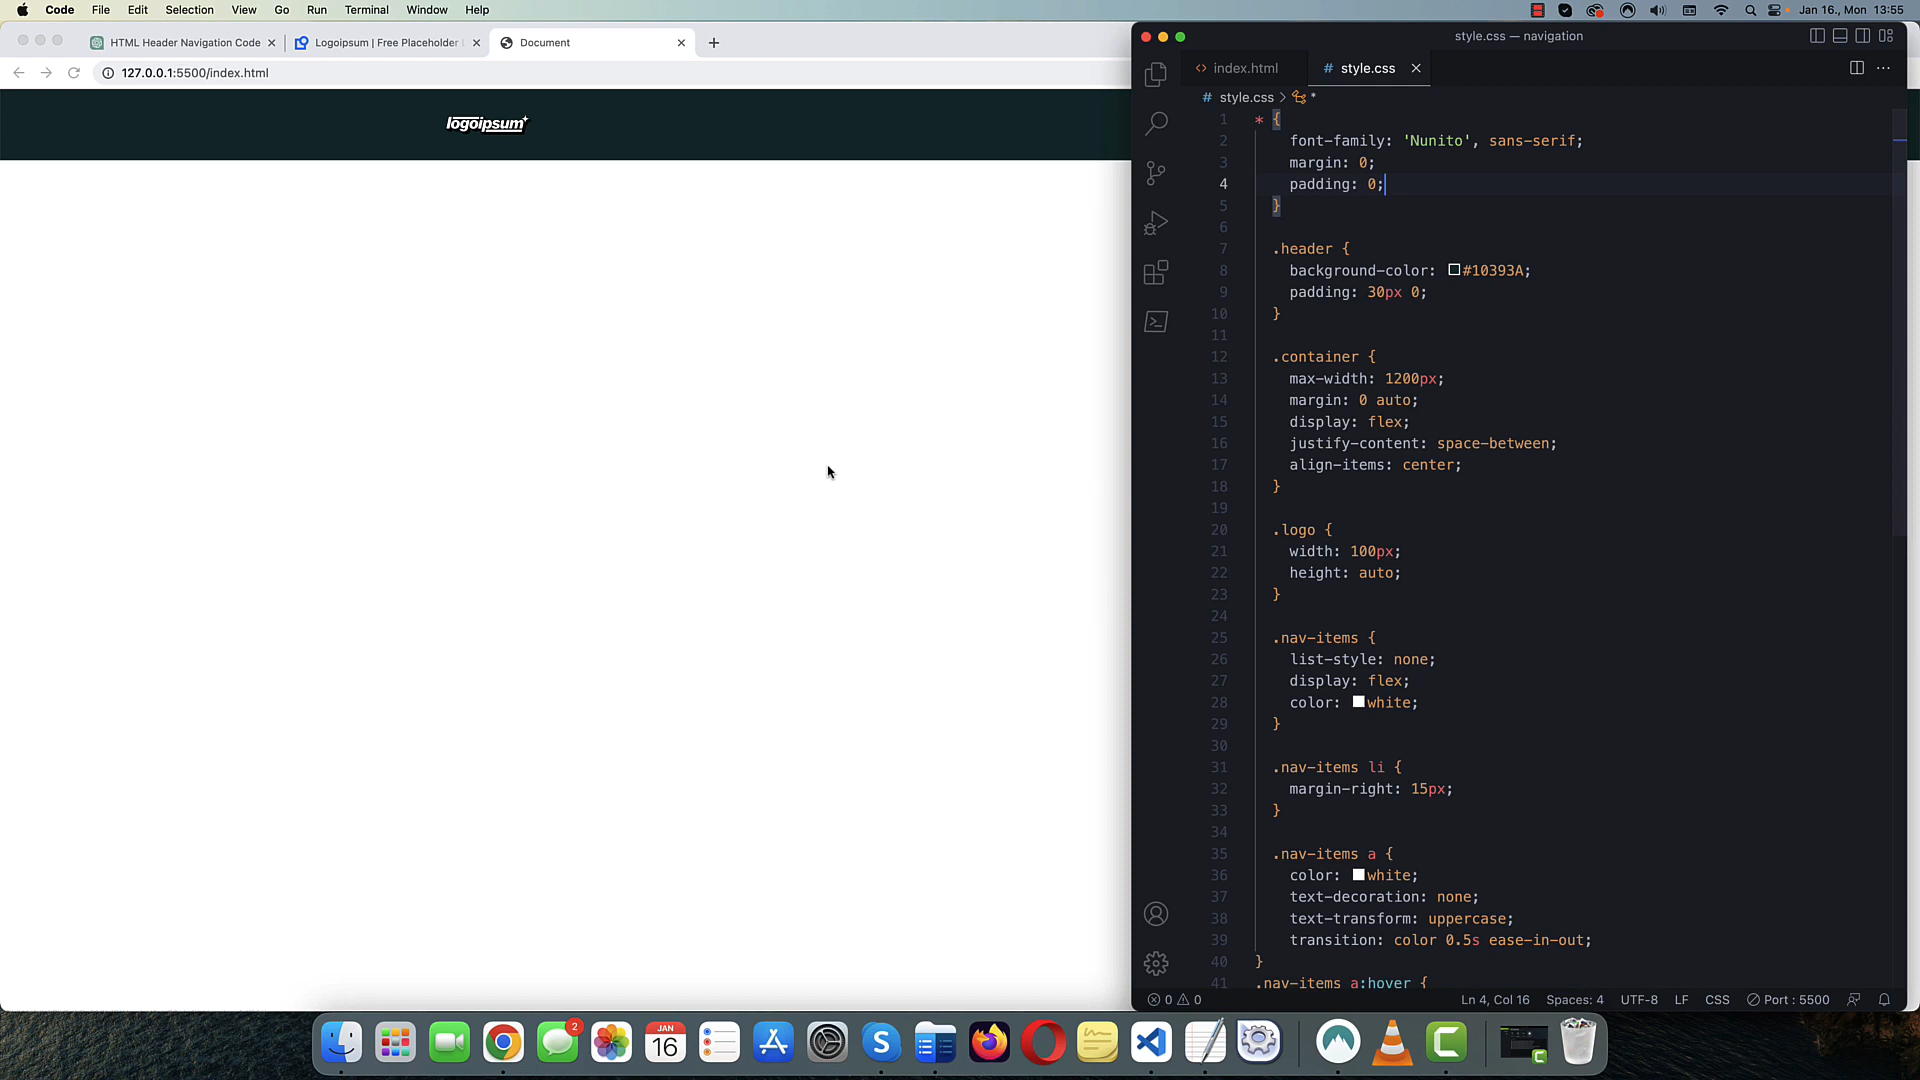 Code File Edit Selection View Go Run Terminal Window Help Jan 16., Mon 13:55
HTML Header Navigation Code Logoipsum | Free Placeholder Document
127.0.0.1:5500/index.html
logoipsum
style.css — navigation
index.html # style.css
# style.css > *
1 * {
2 font-family: 'Nunito', sans-serif;
3 margin: 0;
4 padding: 0;
5 }
6
7 .header {
8 background-color: #10393A;
9 padding: 30px 0;
10 }
11
12 .container {
13 max-width: 1200px;
14 margin: 0 auto;
15 display: flex;
16 justify-content: space-between;
17 align-items: center;
18 }
19
20 .logo {
21 width: 100px;
22 height: auto;
23 }
24
25 .nav-items {
26 list-style: none;
27 display: flex;
28 color: white;
29 }
30
31 .nav-items li {
32 margin-right: 15px;
33 }
34
35 .nav-items a {
36 color: white;
37 text-decoration: none;
38 text-transform: uppercase;
39 transition: color 0.5s ease-in-out;
40 }
41 .nav-items a:hover {
0 0 Ln 4, Col 16 Spaces: 4 UTF-8 LF CSS Port : 5500
2
JAN
16